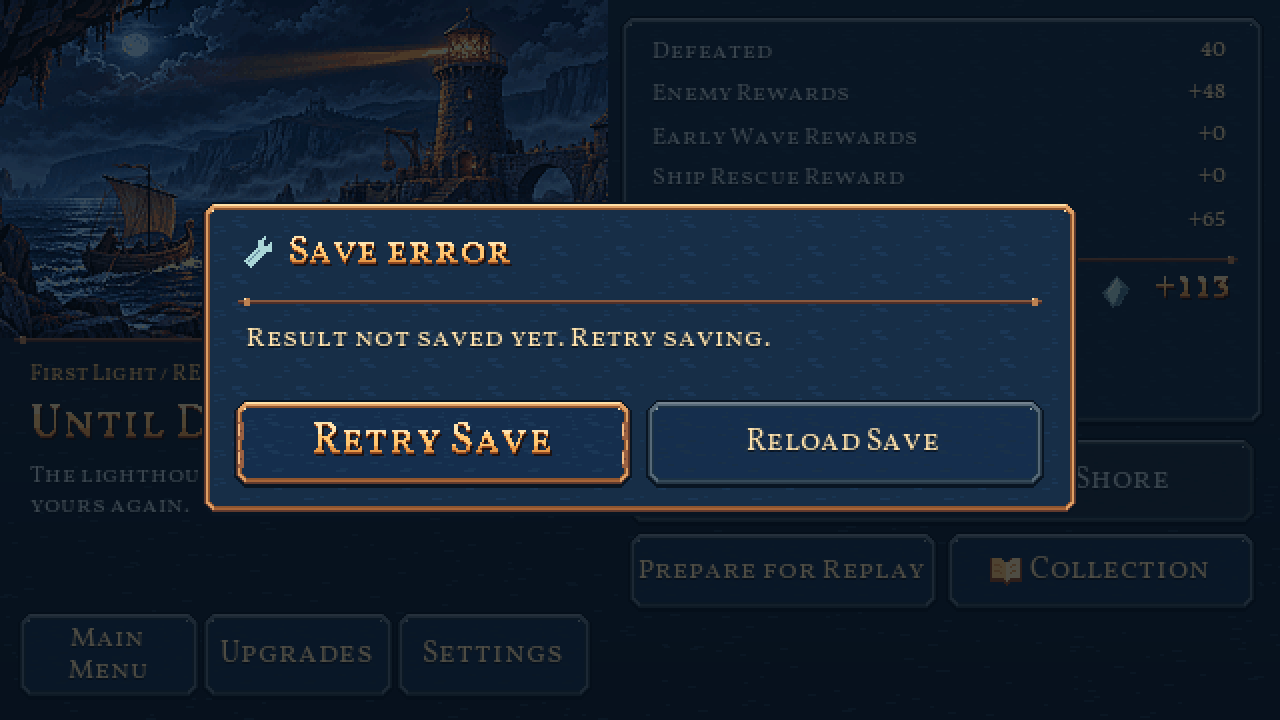 Defeated 40
Enemy Rewards +48
Early Wave Rewards +0
Ship Rescue Reward +0
+65
+113
Save error
Result not saved yet. Retry saving.
Retry Save
Reload Save
First Light / RE
Until D
The lighthou
yours again.
Shore
Prepare for Replay
Collection
Main
Menu
Upgrades
Settings